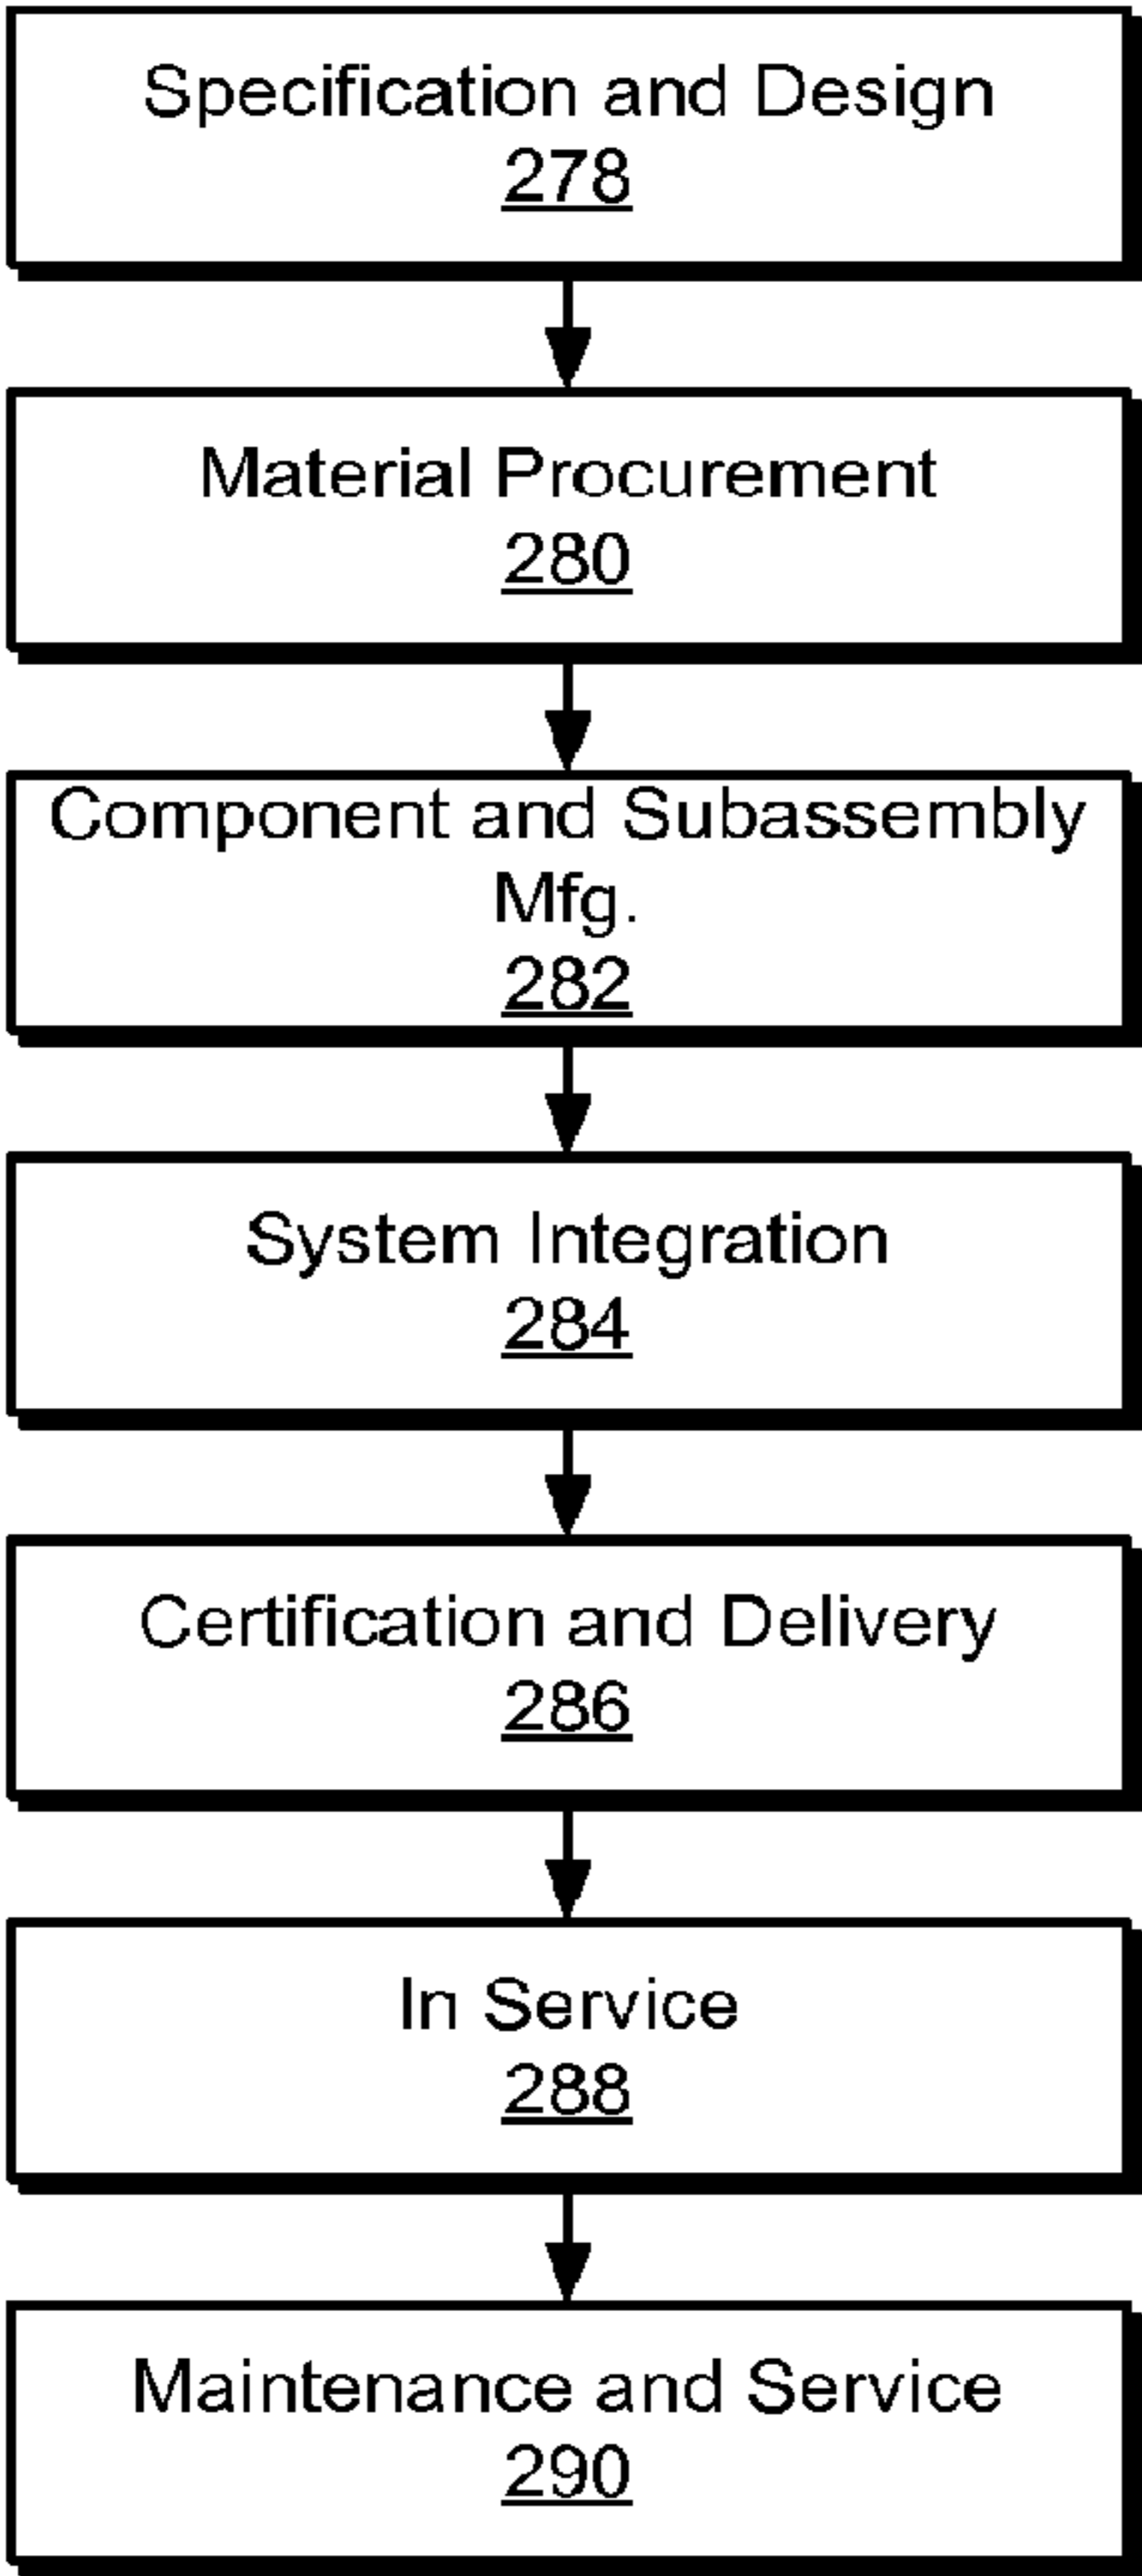 Specification and Design
278
Material Procurement
280
Component and Subassembly
Mfg.
282
System Integration
284
Certification and Delivery
286
In Service
288
Maintenance and Service
290